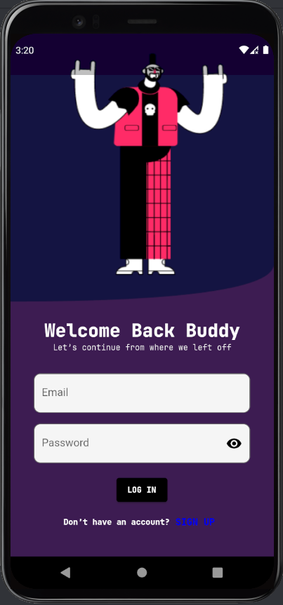 3:20
Welcome Back Buddy
Let's continue from where we left off
Email
Password
LOG IN
Don't have an account? SIGN UP